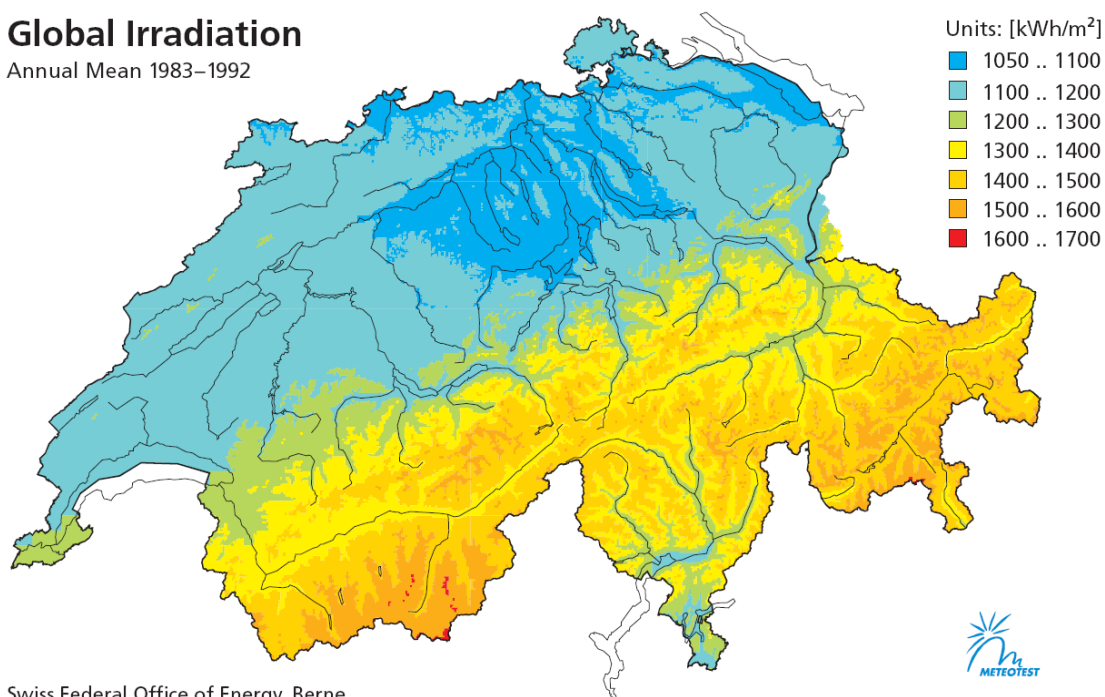 Global Irradiation
Annual Mean 1983–1992
Units: [kWh/m²]
1050 .. 1100
1100 .. 1200
1200 .. 1300
1300 .. 1400
1400 .. 1500
1500 .. 1600
1600 .. 1700
METEOTEST
Swiss Federal Office of Energy, Berne